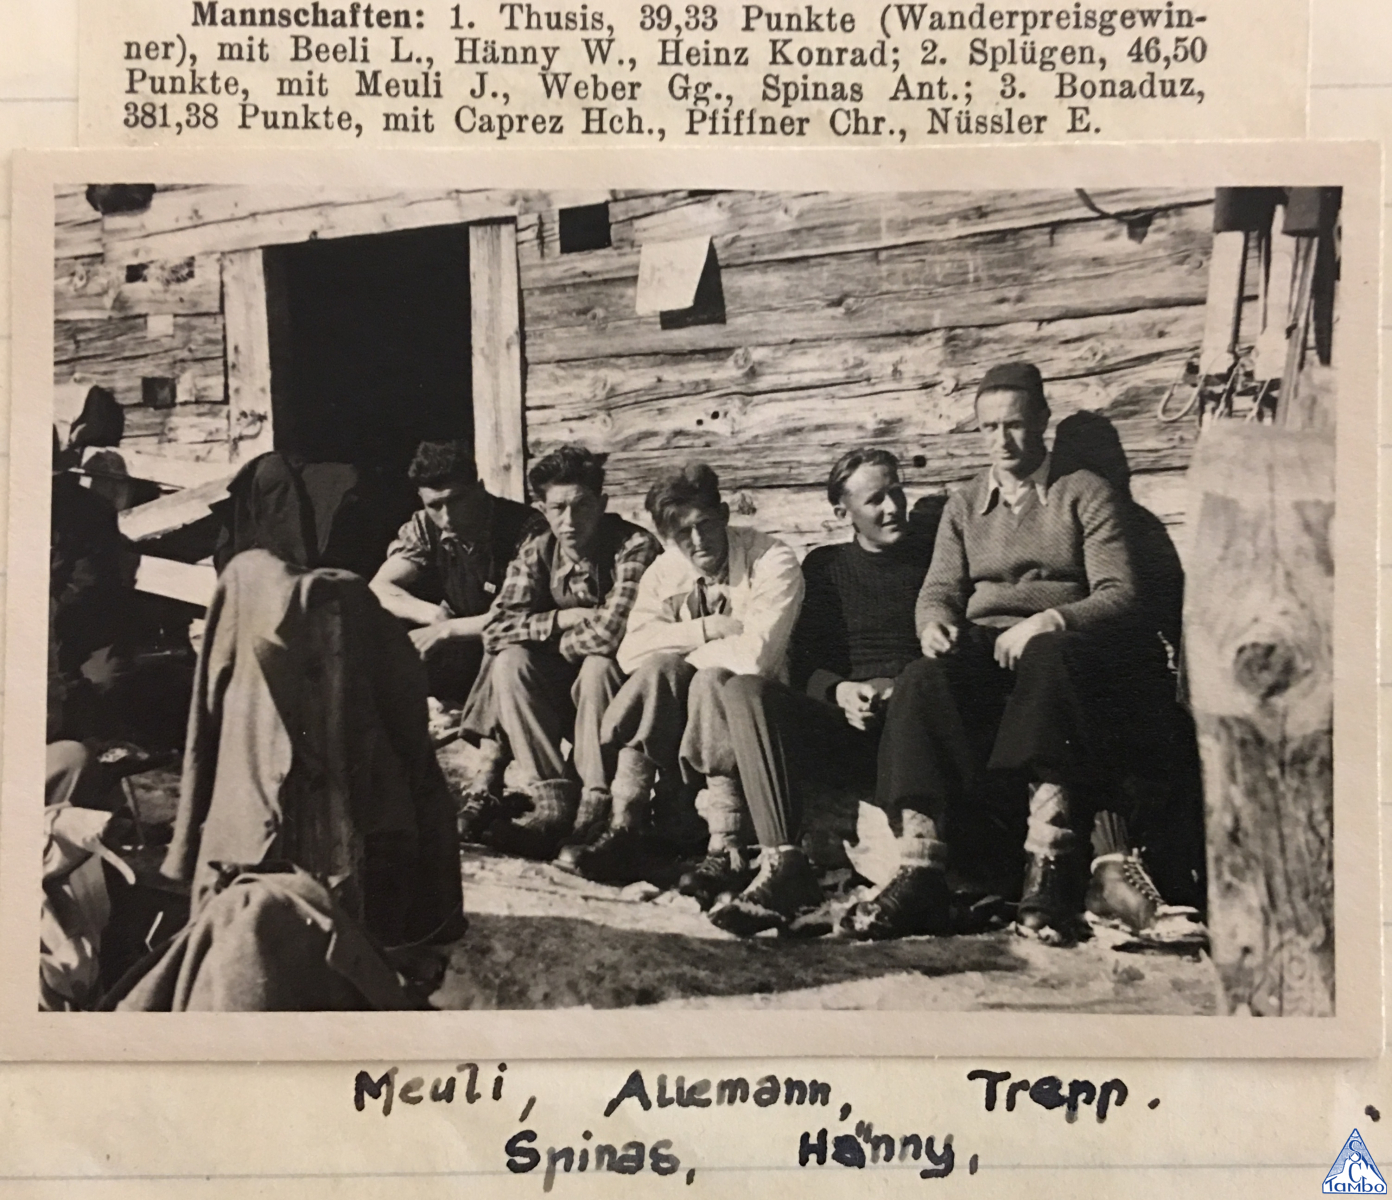 Mannschaften: 1. Thusis, 39,33 Punkte (Wanderpreisgewin-
ner), mit Beeli L., Hänny W., Heinz Konrad; 2. Splügen, 46,50
Punkte, mit Meuli J., Weber Gg., Spinas Ant.; 3. Bonaduz,
381,38 Punkte, mit Caprez Hch., Pfiffner Chr., Nüssler E.
Meuli, Allemann, Trepp.
Spinas, Hänny,
SC
Tambo